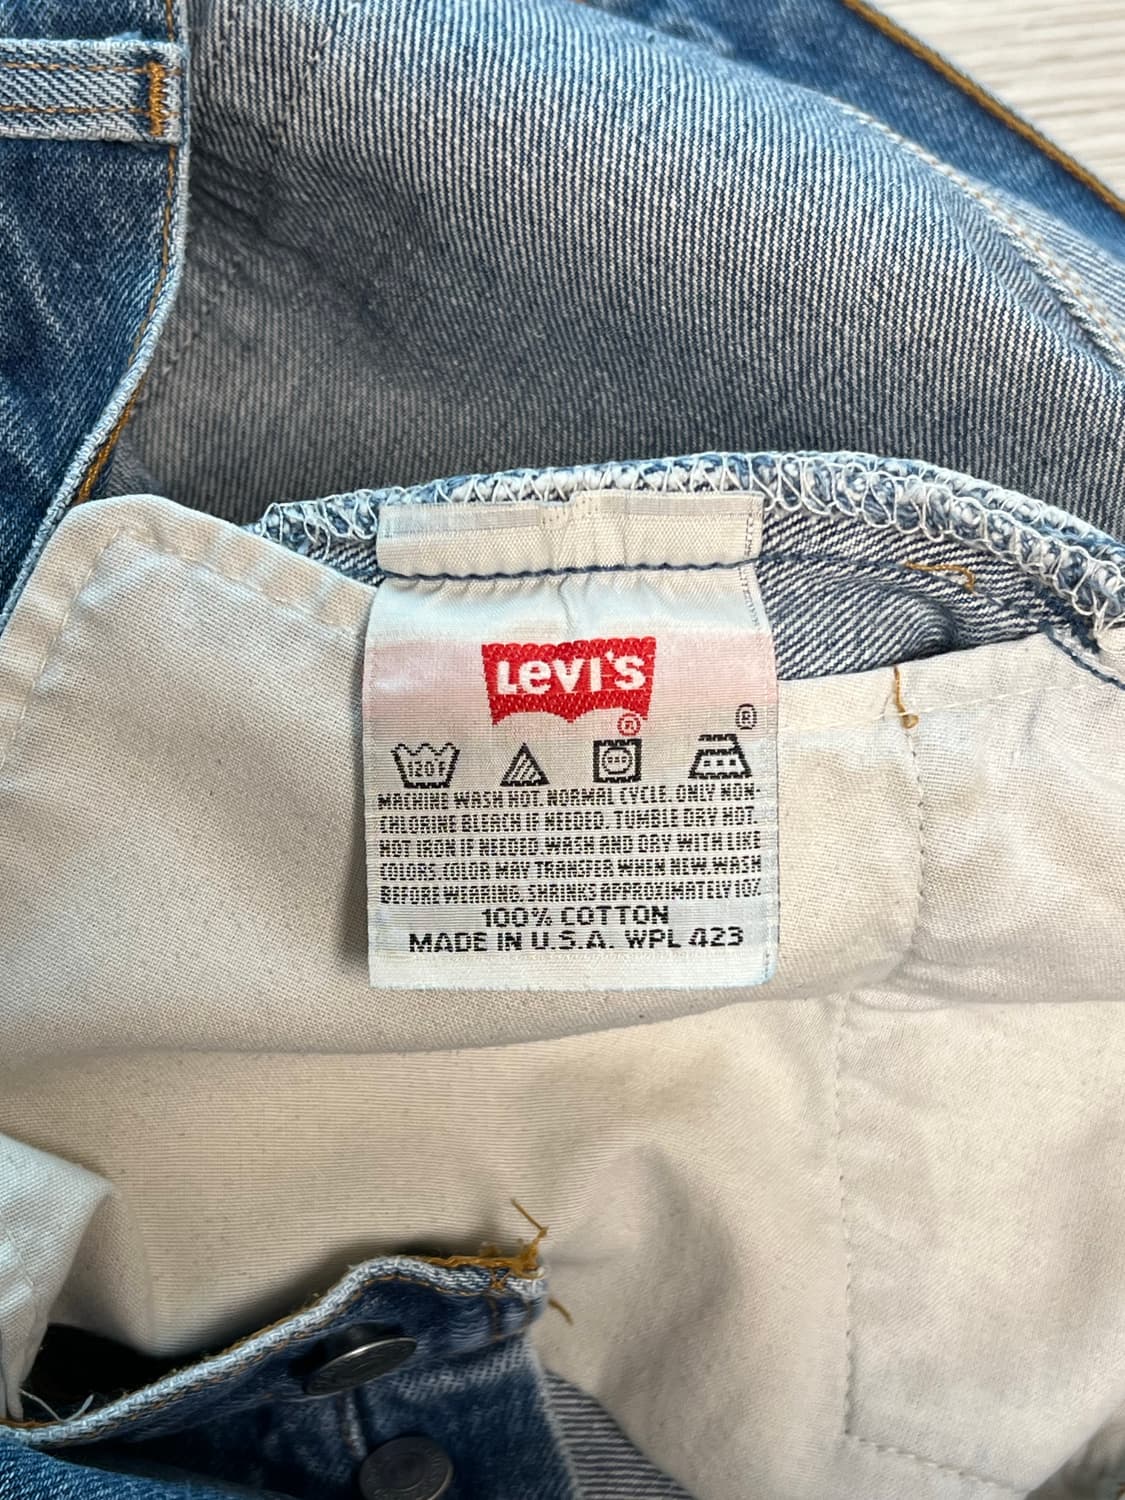 Levi's
®
®
120F
MACHINE WASH HOT. NORMAL CYCLE. ONLY NON-
CHLORINE BLEACH IF NEEDED. TUMBLE DRY HOT.
HOT IRON IF NEEDED.WASH AND DRY WITH LIKE
COLORS.COLOR MAY TRANSFER WHEN NEW.WASH
BEFORE WEARING. SHRINKS APPROXIMATELY 10%
100% COTTON
MADE IN U.S.A. WPL 423